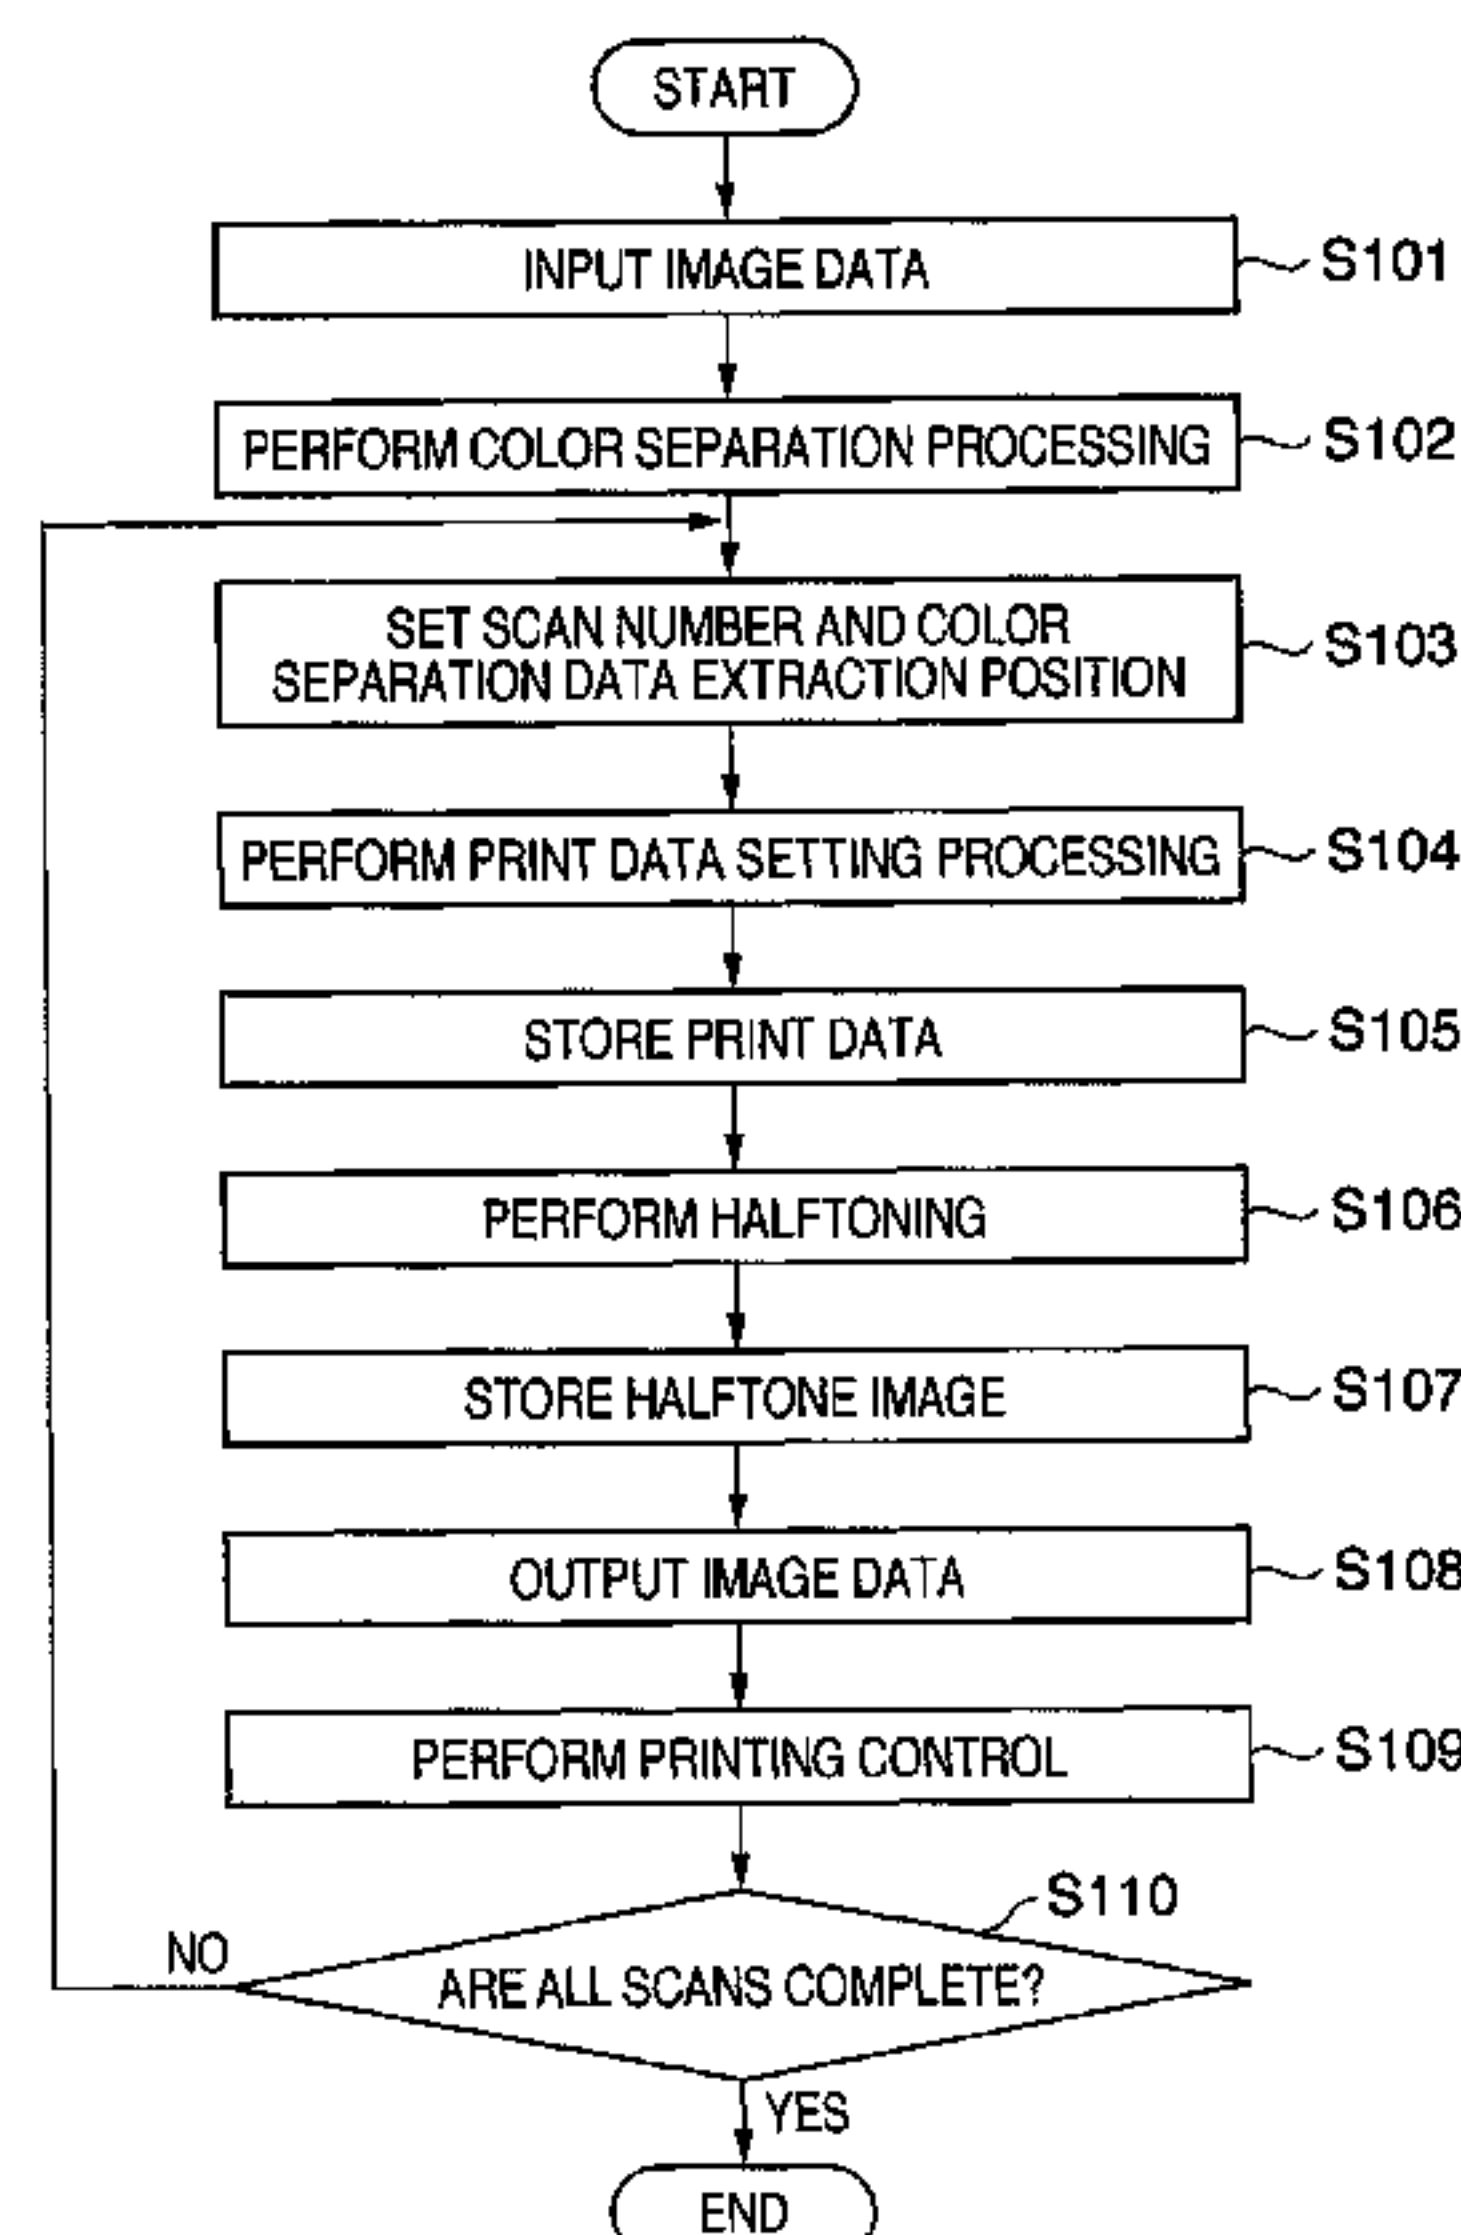 START
INPUT IMAGE DATA
S101
PERFORM COLOR SEPARATION PROCESSING
S102
SET SCAN NUMBER AND COLOR
SEPARATION DATA EXTRACTION POSITION
S103
PERFORM PRINT DATA SETTING PROCESSING
S104
STORE PRINT DATA
S105
PERFORM HALFTONING
S106
STORE HALFTONE IMAGE
S107
OUTPUT IMAGE DATA
S108
PERFORM PRINTING CONTROL
S109
S110
NO
ARE ALL SCANS COMPLETE?
YES
END